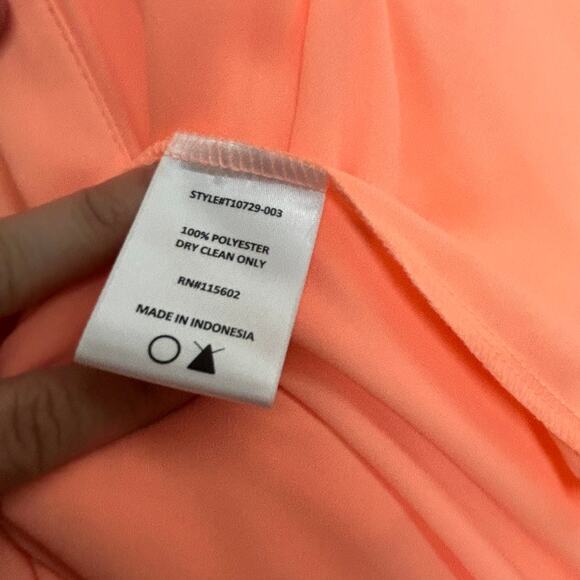 STYLE#T10729-003
100% POLYESTER
DRY CLEAN ONLY
RN#115602
MADE IN INDONESIA